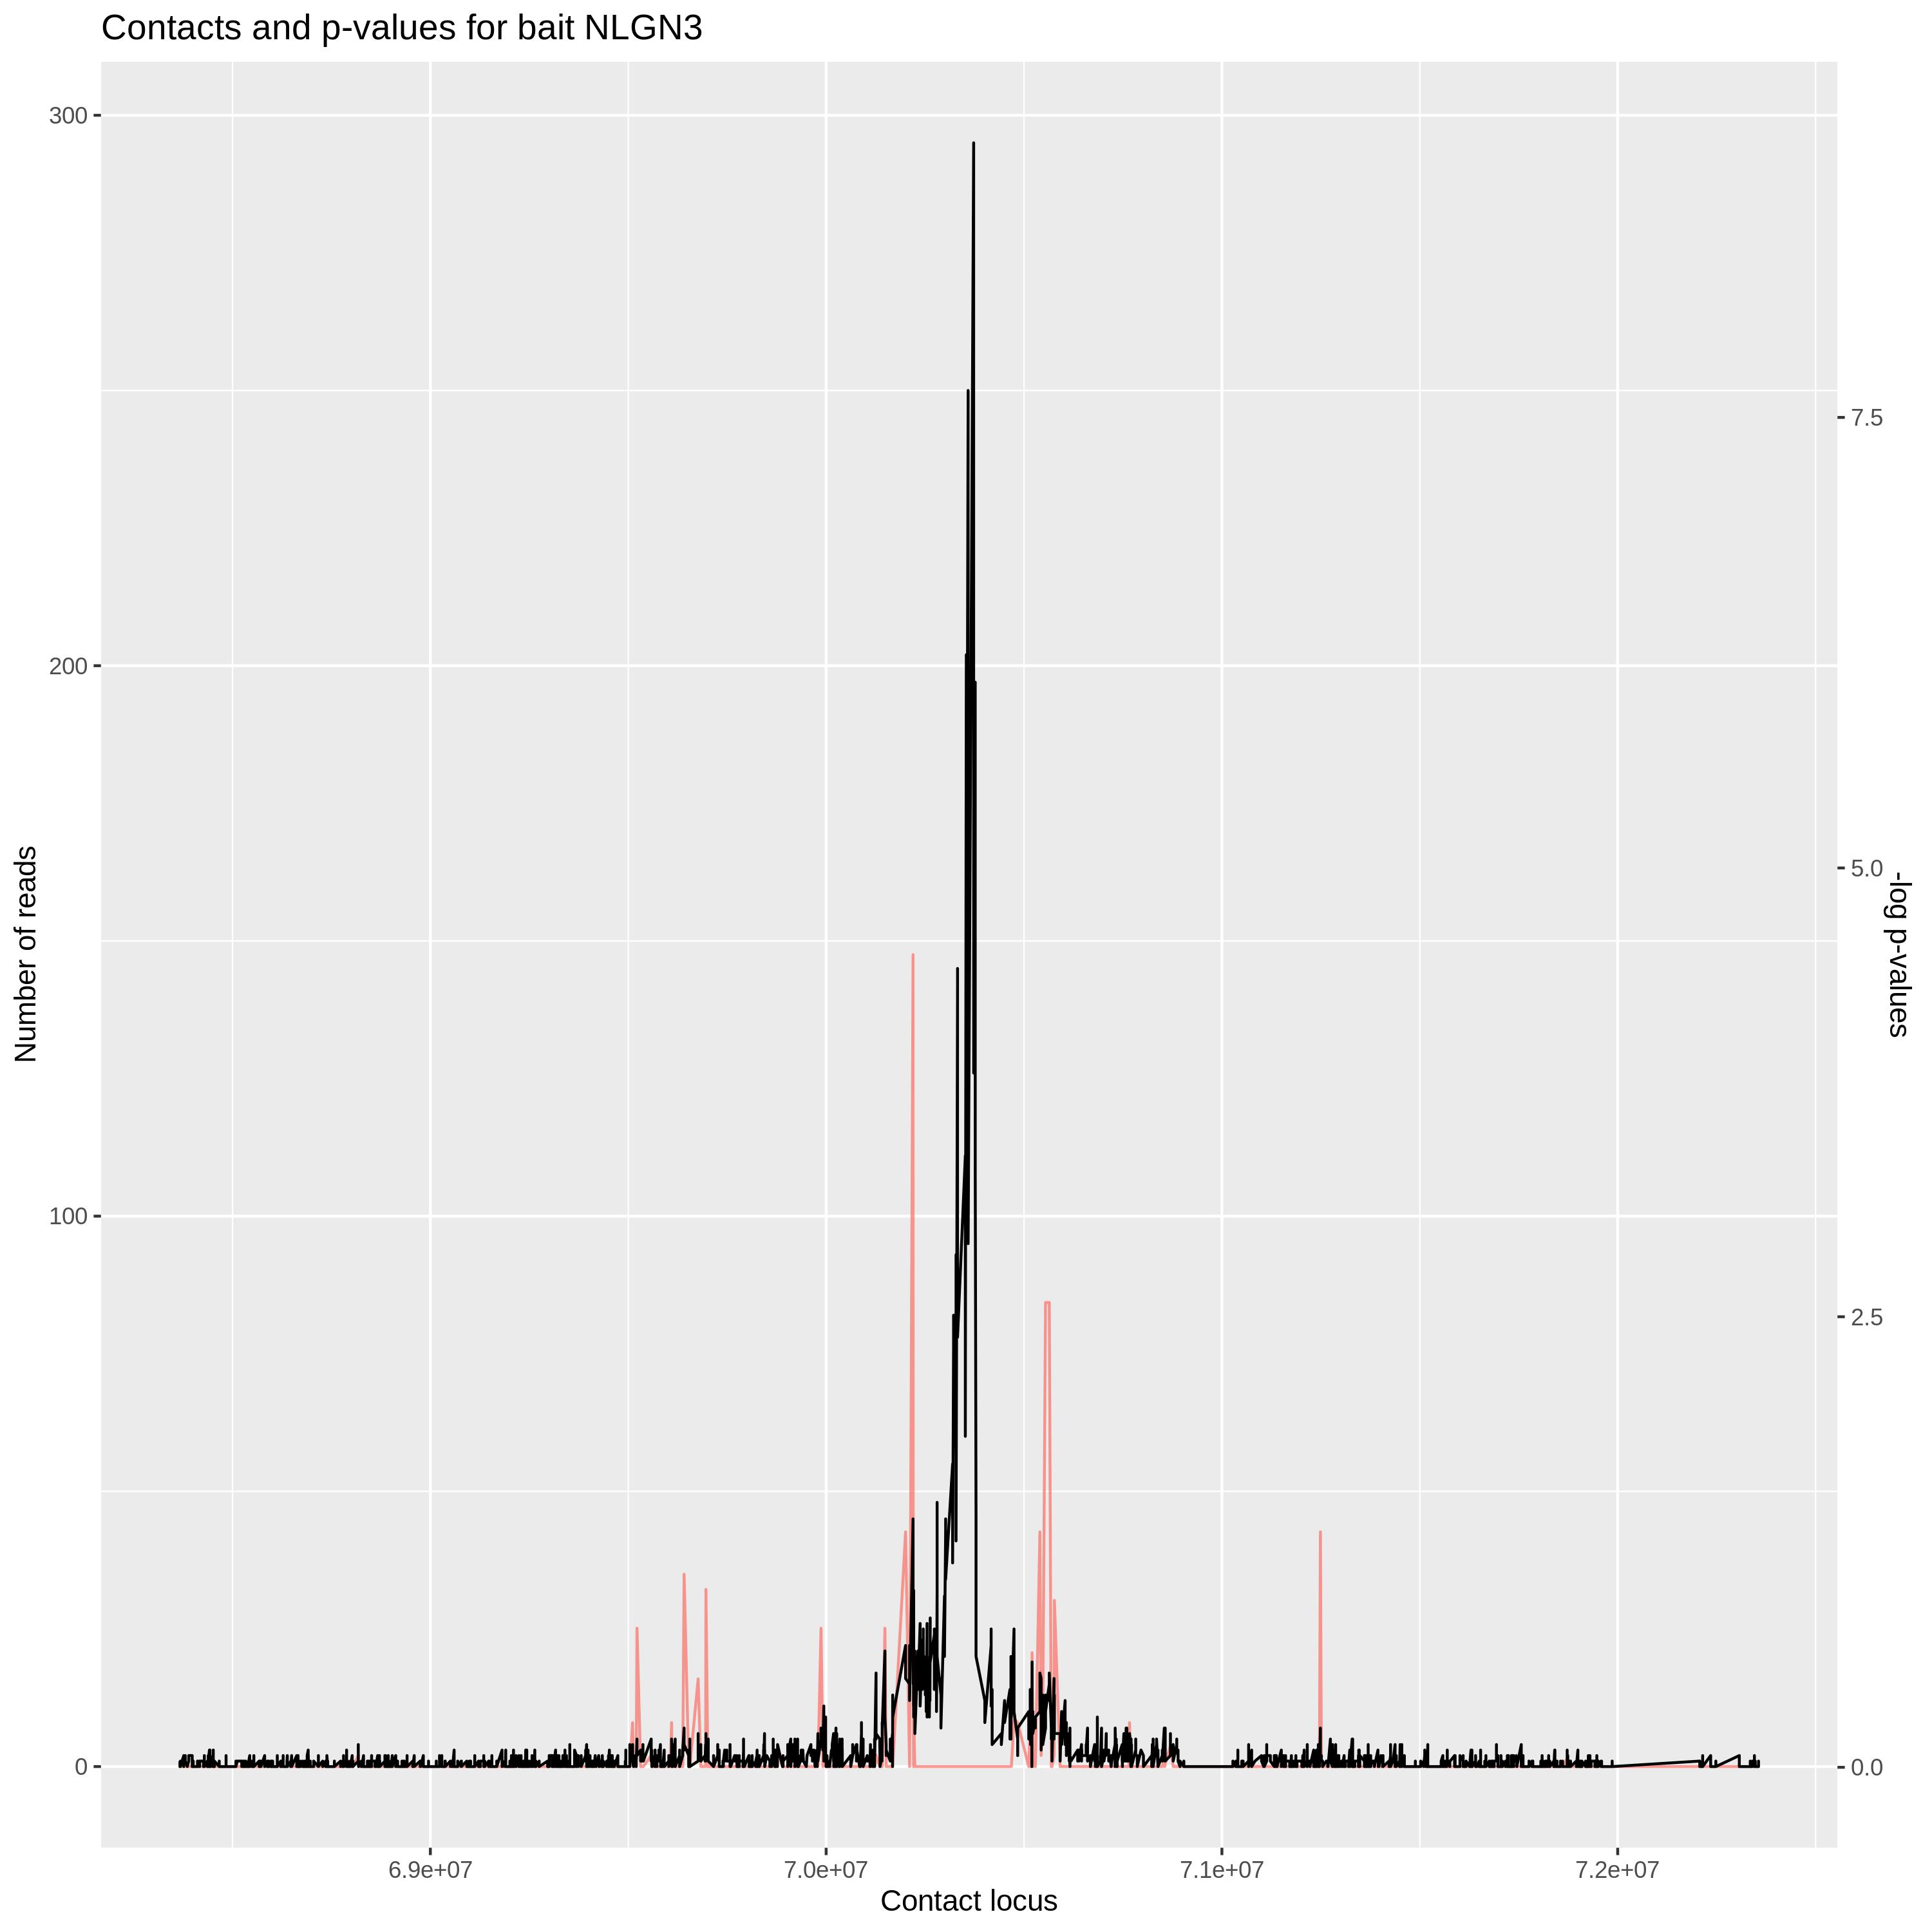 Contacts and p-values for bait NLGN3
300
200
100
0
Number of reads
7.5
5.0
2.5
0.0
-log p-values
6.9e+07
7.0e+07
7.1e+07
7.2e+07
Contact locus